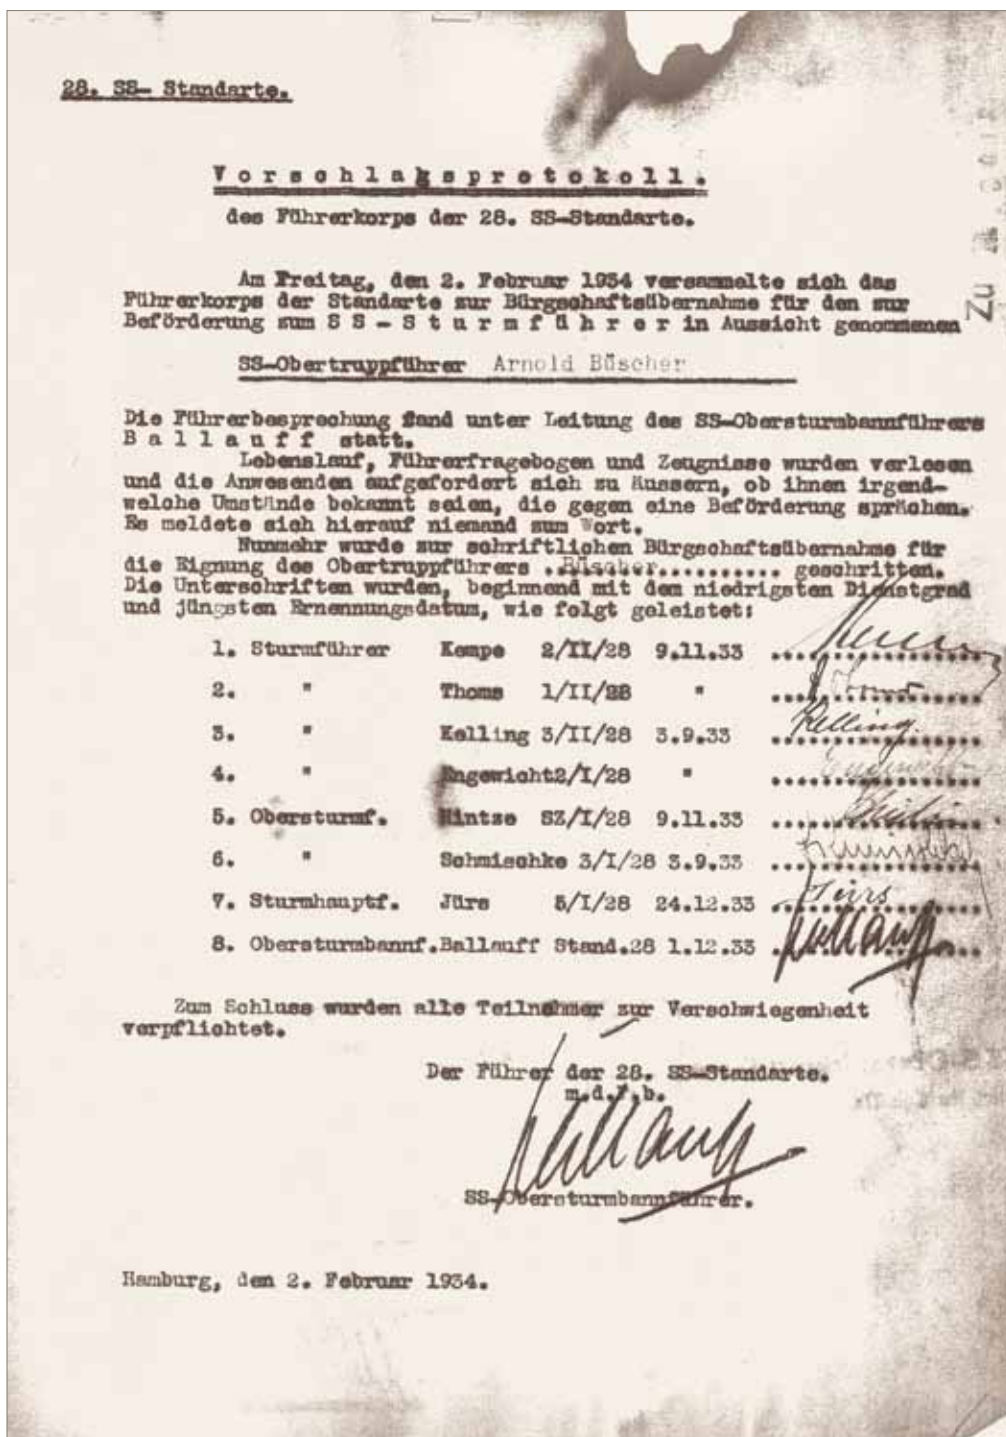 28. SS- Standarte.
Vorschlagsprotokoll.
des Führerkorps der 28. SS-Standarte.
Zu
Am Freitag, den 2. Februar 1934 versammelte sich das
Führerkorps der Standarte zur Bürgschaftsübernahme für den zur
Beförderung zum SS-Sturmführer in Aussicht genommenen
SS-Obertruppführer Arnold Büscher
Die Führerbesprechung fand unter Leitung des SS-Obersturmbannführers
Ballauff statt.
Lebenslauf, Führerfragebogen und Zeugnisse wurden verlesen
und die Anwesenden aufgefordert sich zu äussern, ob ihnen irgend-
welche Umstände bekannt seien, die gegen eine Beförderung sprächen.
Es meldete sich hierauf niemand zum Wort.
Nunmehr wurde zur schriftlichen Bürgschaftsübernahme für
die Eignung des Obertruppführers ..Büscher........... geschritten.
Die Unterschriften wurden, beginnend mit dem niedrigsten Dienstgrad
und jüngsten Ernennungsdatum, wie folgt geleistet:
1. Sturmführer Kempe 2/II/28 9.11.33
2. " Thoms 1/II/28 "
3. " Kelling 3/II/28 3.9.33 Kelling.
4. " Engewicht 2/I/28 "
5. Obersturmf. Hintze SZ/I/28 9.11.33
6. " Schmischke 3/I/28 3.9.33
7. Sturmhauptf. Jürs 5/I/28 24.12.33 Jürs
8. Obersturmbannf. Ballauff Stand.28 1.12.33 Ballauff
Zum Schluss wurden alle Teilnehmer zur Verschwiegenheit
verpflichtet.
Der Führer der 28. SS-Standarte.
m.d.F.b.
Ballauff
SS-Obersturmbannführer.
Hamburg, den 2. Februar 1934.